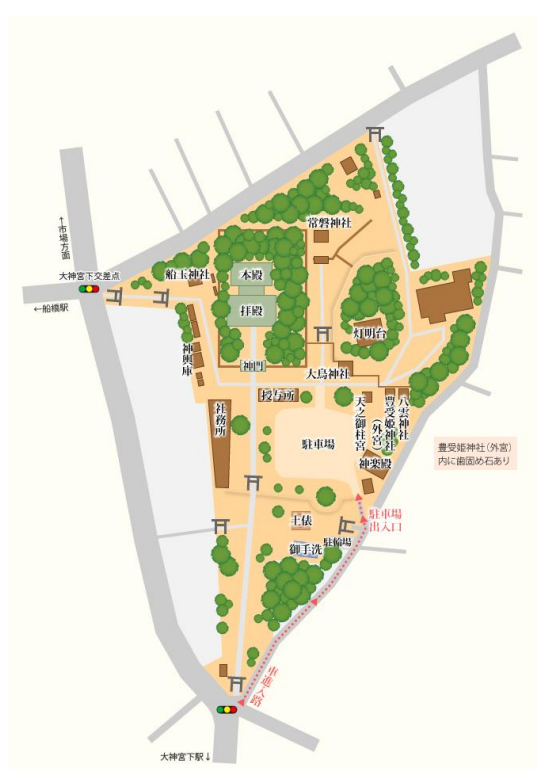 常磐神社
←市場方面
大神宮下交差点
船玉神社
本殿
←船橋駅
拝殿
灯明台
神輿庫
神門
大鳥神社
授与所
社務所
天之御柱宮
豊受姫神社
(外宮)
八雲神社
駐車場
豊受姫神社(外宮)
内に歯固め石あり
神楽殿
土俵
駐車場
出入口
駐輪場
御手洗
車進入路
大神宮下駅↓